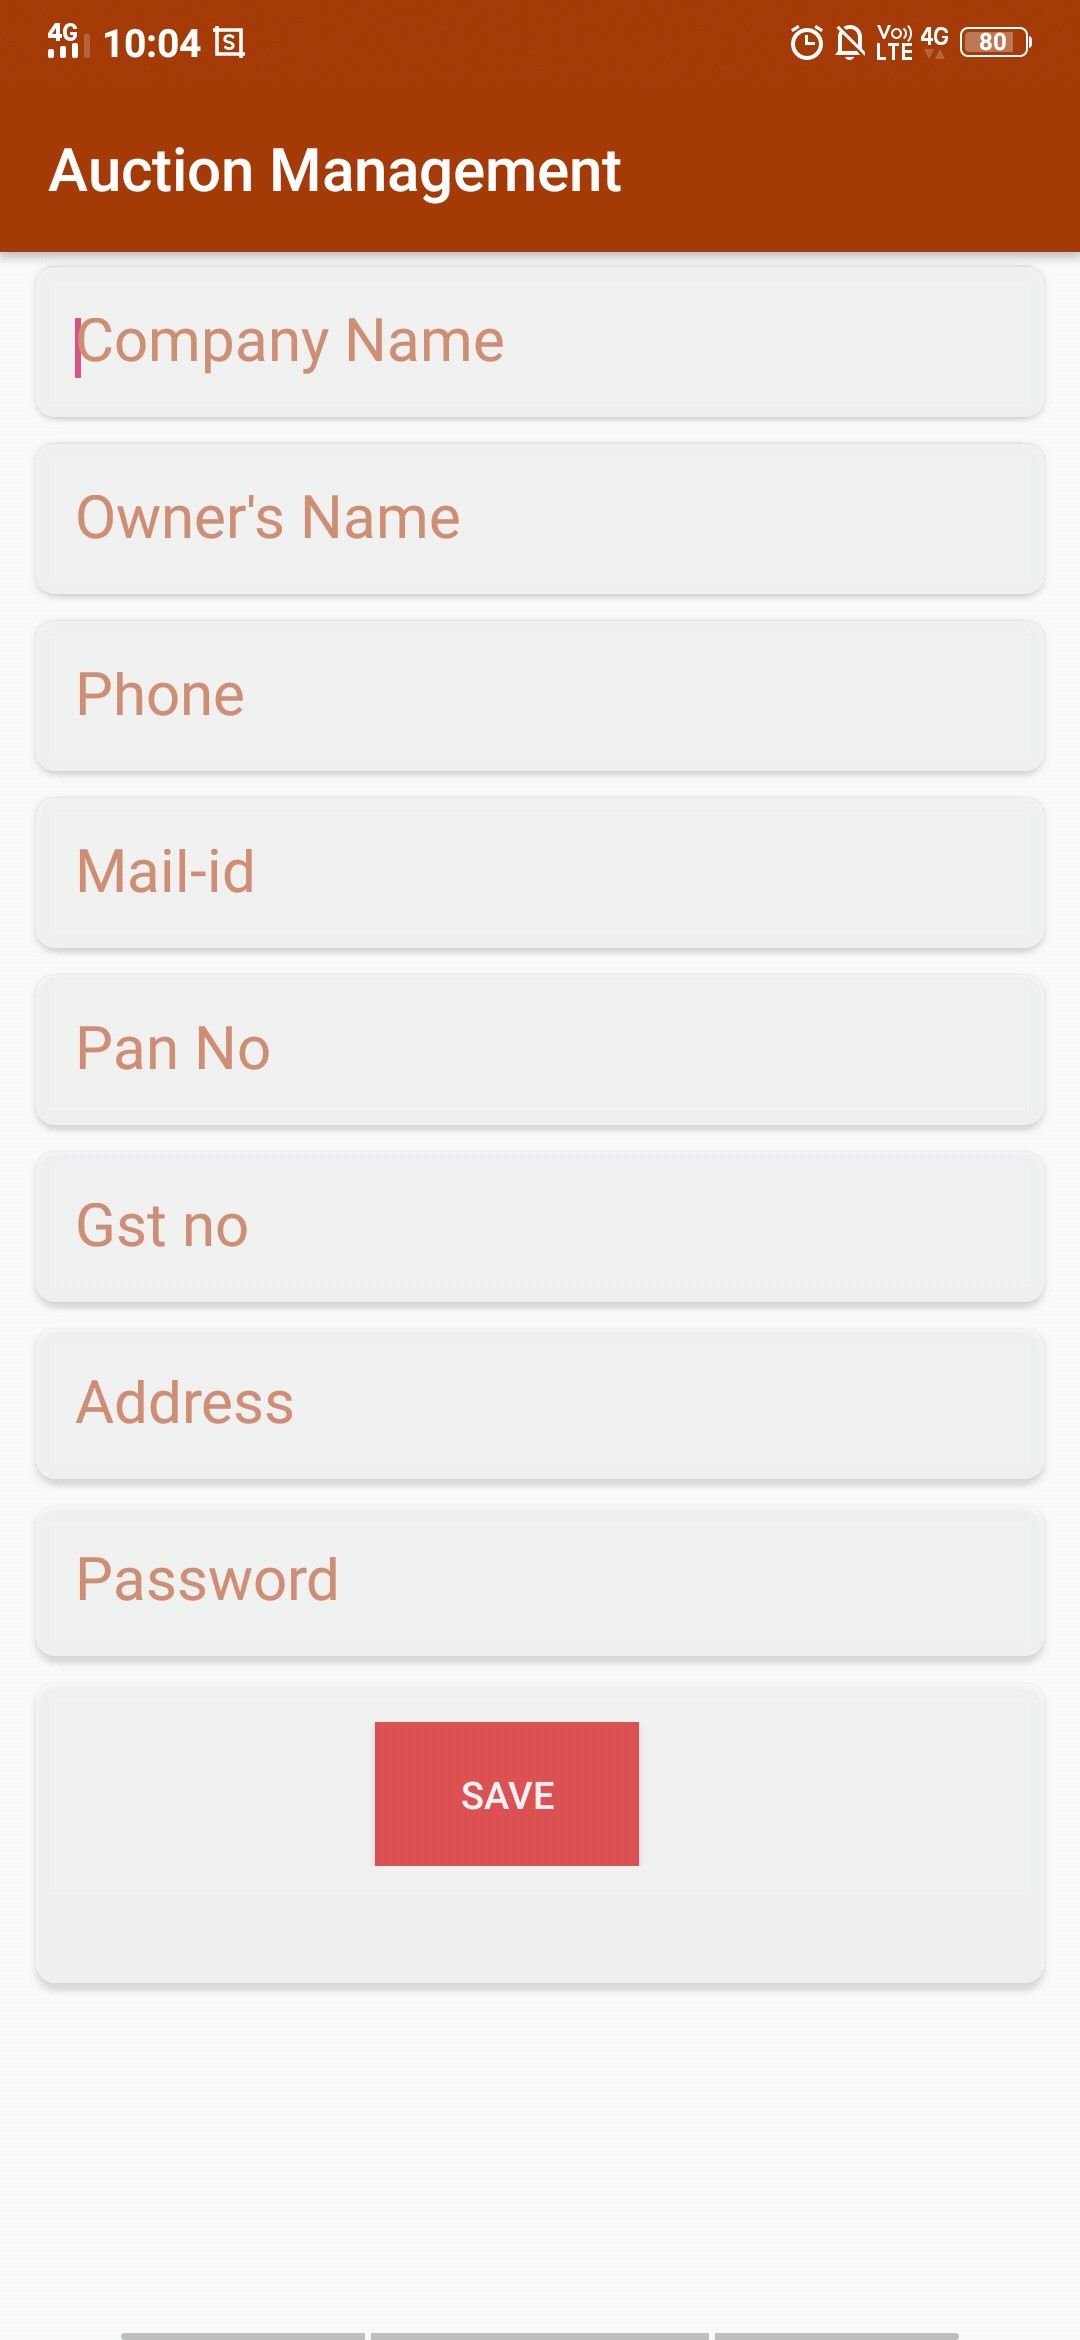 4G 10:04 S Vo)) LTE 4G 80
Auction Management
Company Name
Owner's Name
Phone
Mail-id
Pan No
Gst no
Address
Password
SAVE